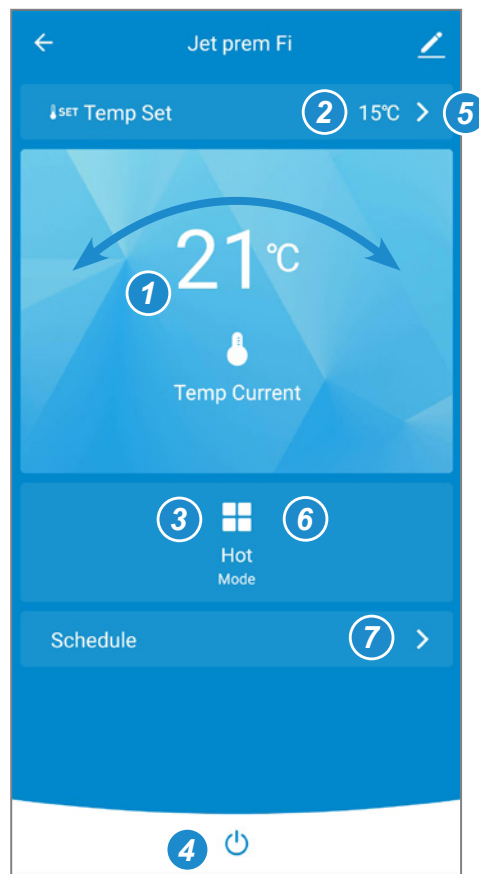 Jet prem Fi
SET Temp Set 2 15℃ 5
21℃
1
Temp Current
3 6
Hot
Mode
Schedule 7
4